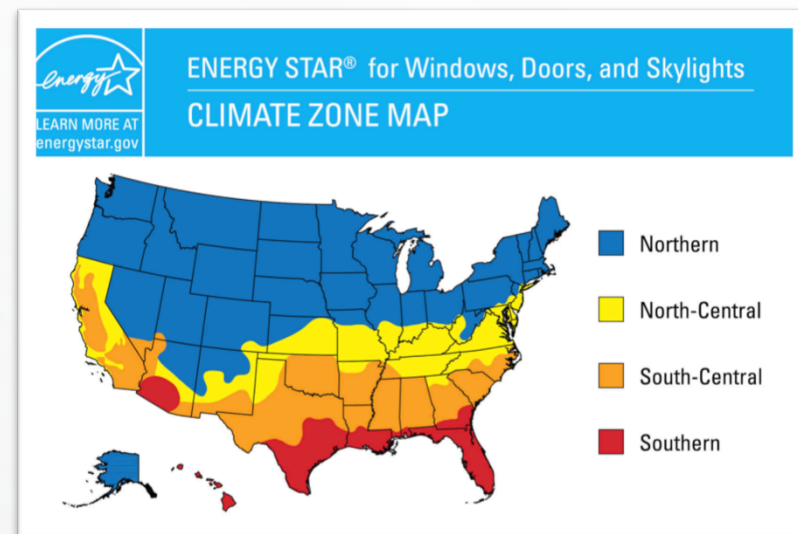 energy
LEARN MORE AT
energystar.gov
ENERGY STAR® for Windows, Doors, and Skylights
CLIMATE ZONE MAP
Northern
North-Central
South-Central
Southern